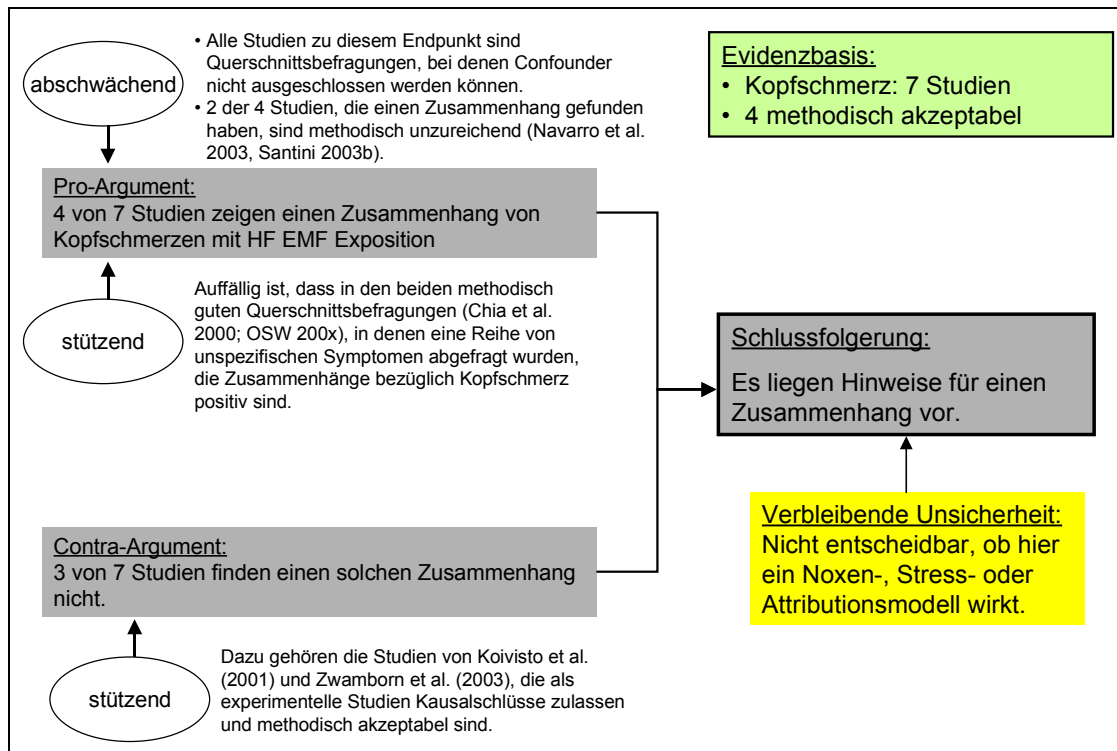 abschwächend
• Alle Studien zu diesem Endpunkt sind
Querschnittsbefragungen, bei denen Confounder
nicht ausgeschlossen werden können.
• 2 der 4 Studien, die einen Zusammenhang gefunden
haben, sind methodisch unzureichend (Navarro et al.
2003, Santini 2003b).
Evidenzbasis:
• Kopfschmerz: 7 Studien
• 4 methodisch akzeptabel
Pro-Argument:
4 von 7 Studien zeigen einen Zusammenhang von
Kopfschmerzen mit HF EMF Exposition
stützend
Auffällig ist, dass in den beiden methodisch
guten Querschnittsbefragungen (Chia et al.
2000; OSW 200x), in denen eine Reihe von
unspezifischen Symptomen abgefragt wurden,
die Zusammenhänge bezüglich Kopfschmerz
positiv sind.
Schlussfolgerung:
Es liegen Hinweise für einen
Zusammenhang vor.
Verbleibende Unsicherheit:
Nicht entscheidbar, ob hier
ein Noxen-, Stress- oder
Attributionsmodell wirkt.
Contra-Argument:
3 von 7 Studien finden einen solchen Zusammenhang
nicht.
stützend
Dazu gehören die Studien von Koivisto et al.
(2001) und Zwamborn et al. (2003), die als
experimentelle Studien Kausalschlüsse zulassen
und methodisch akzeptabel sind.